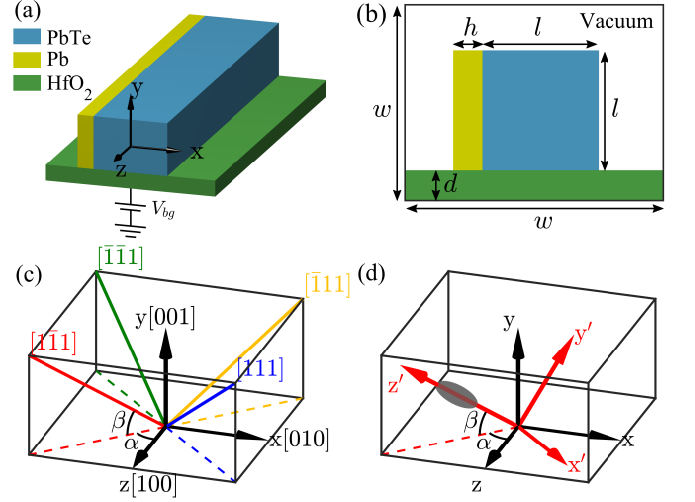 (a)
PbTe
Pb
HfO₂
y
x
z
V_bg
(b)
Vacuum
h
l
w
l
d
w
(c)
[1̅1̅1]
[1̅11]
y[001]
[11̅1]
[111]
β
α
x[010]
z[100]
(d)
y
y′
z′
β
α
x
z
x′